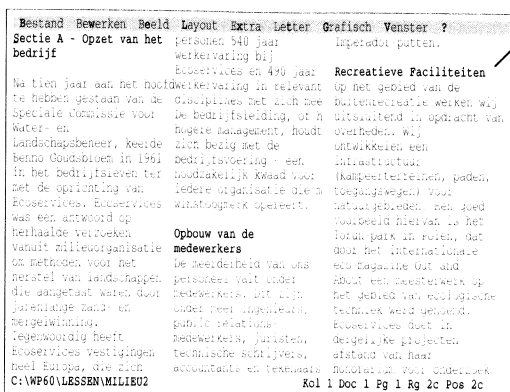 Bestand Bewerken Beeld Layout Extra Letter Grafisch Venster ?
Sectie A - Opzet van het
bedrijf
Na tien jaar aan het hoofd
te hebben gestaan van de
Speciale Commissie voor
Water- en
Landschapsbeheer, keerde
Benno Goudsbloem in 1961
in het bedrijfsleven ter
met de oprichting van
Ecoservices. Ecoservices
was een antwoord op
herhaalde verzoeken
vanuit milieuorganisatie
om methoden voor het
herstel van landschappen
die aangetast waren door
jarenlange zand- en
mergelwinning.
Tegenwoordig heeft
Ecoservices vestigingen
heel Europa, die zich
personen 540 jaar
werkervaring bij
Ecoservices en 490 jaar
werkervaring in relevant
disciplines met zich mee
De bedrijfsleiding, of h
hogere management, houdt
zich bezig met de
bedrijfsvoering - een
noodzakelijk kwaad voor
iedere organisatie die
winstoogmerk opereert.
Opbouw van de
medewerkers
De meerderheid van ons
personeel valt onder
medewerkers. Dit zijn
onder meer ingenieurs,
public relations
medewerkers, juristen,
technische schrijvers,
accountants en tekenaars
Imperador putten.
Recreatieve Faciliteiten
Op het gebied van de
buitenrecreatie werken wij
uitsluitend in opdracht van
overheden. Wij
ontwikkelen een
infrastructuur
(kampeerterreinen, paden,
toegangswegen) voor
natuurgebieden. Een goed
voorbeeld hiervan is het
Torun-park in Polen, dat
door het internationale
eco magazine Out and
About een meesterwerk op
het gebied van ecologische
techniek werd genoemd.
Ecoservices doet in
dergelijke projecten
afstand van haar
honorarium voor onderzoek
C:\WP60\LESSEN\MILIEU2 Kol 1 Doc 1 Pg 1 Rg 2c Pos 2c